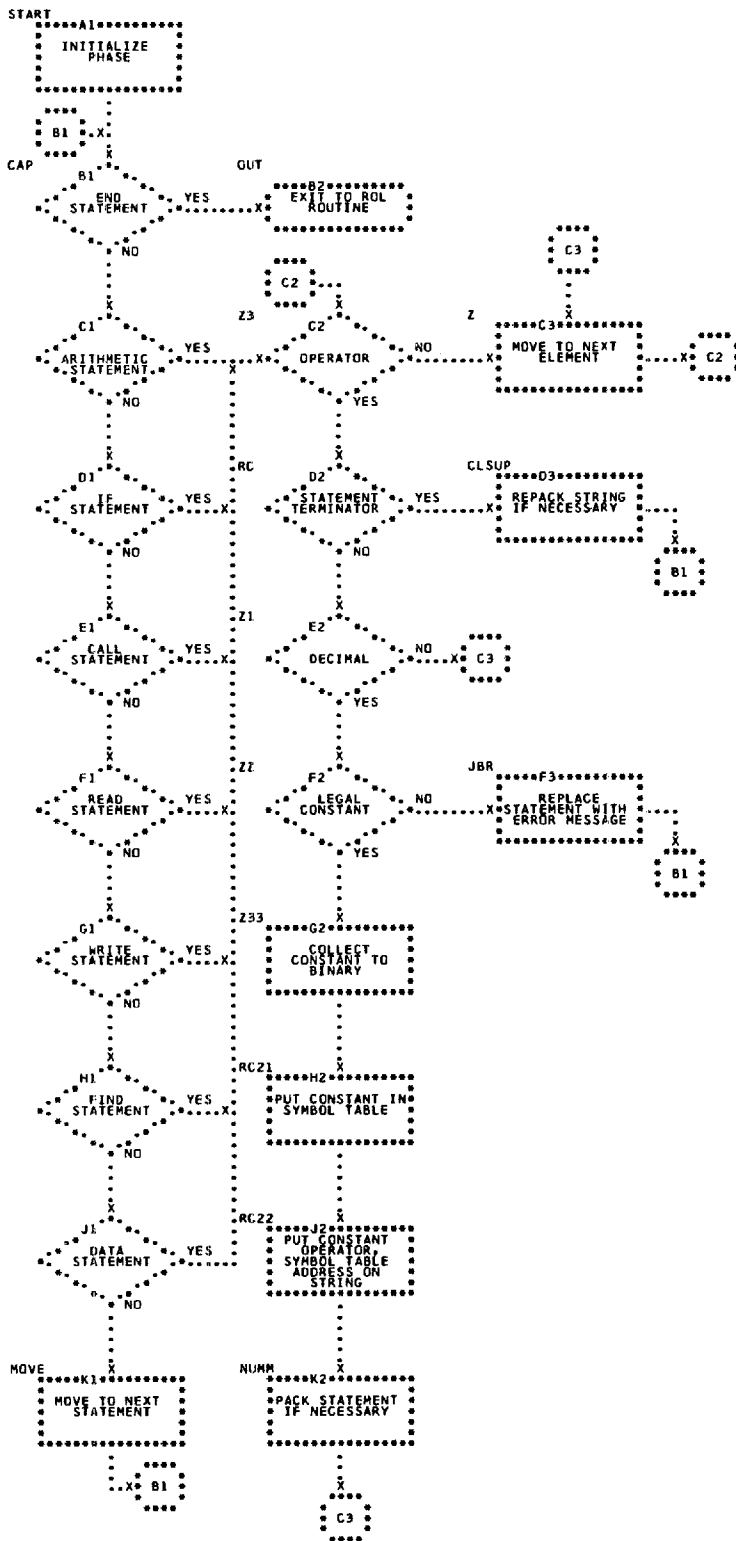 START
A1
INITIALIZE
PHASE
B1
CAP
B1
END
STATEMENT
YES
NO
OUT
B2
EXIT TO ROL
ROUTINE
C3
C2
C1
ARITHMETIC
STATEMENT
YES
NO
Z3
C2
OPERATOR
NO
YES
Z
C3
MOVE TO NEXT
ELEMENT
C2
D1
IF
STATEMENT
YES
NO
RC
D2
STATEMENT
TERMINATOR
YES
NO
CLSUP
D3
REPACK STRING
IF NECESSARY
B1
E1
CALL
STATEMENT
YES
NO
Z1
E2
DECIMAL
NO
YES
C3
F1
READ
STATEMENT
YES
NO
ZZ
F2
LEGAL
CONSTANT
NO
YES
JBR
F3
REPLACE
STATEMENT WITH
ERROR MESSAGE
B1
G1
WRITE
STATEMENT
YES
NO
Z33
G2
COLLECT
CONSTANT TO
BINARY
H1
FIND
STATEMENT
YES
NO
RC21
H2
PUT CONSTANT IN
SYMBOL TABLE
J1
DATA
STATEMENT
YES
NO
RC22
J2
PUT CONSTANT
OPERATOR,
SYMBOL TABLE
ADDRESS ON
STRING
MOVE
K1
MOVE TO NEXT
STATEMENT
B1
NUMM
K2
PACK STATEMENT
IF NECESSARY
C3